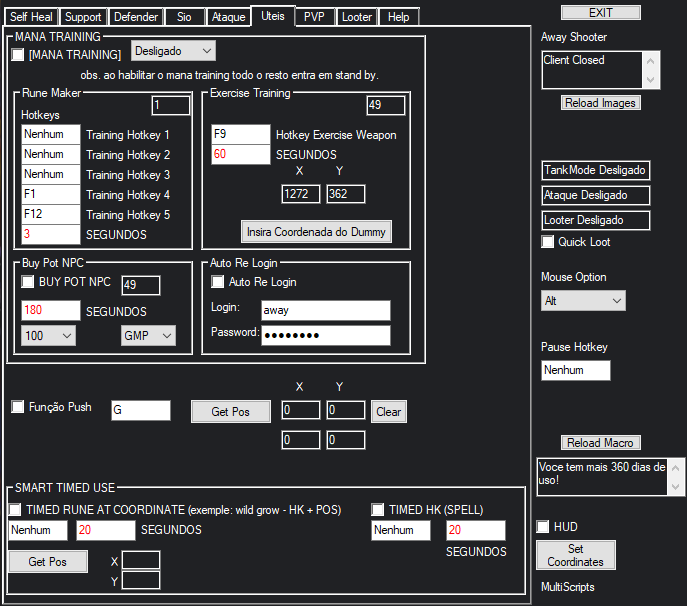 Self Heal Support Defender Sio Ataque Uteis PVP Looter Help
MANA TRAINING
[MANA TRAINING] Desligado
obs. ao habilitar o mana training todo o resto entra em stand by.
Rune Maker
1
Hotkeys
Nenhum Training Hotkey 1
Nenhum Training Hotkey 2
Nenhum Training Hotkey 3
F1 Training Hotkey 4
F12 Training Hotkey 5
3 SEGUNDOS
Exercise Training
49
F9 Hotkey Exercise Weapon
60 SEGUNDOS
X Y
1272 362
Insira Coordenada do Dummy
Buy Pot NPC
BUY POT NPC 49
180 SEGUNDOS
100 GMP
Auto Re Login
Auto Re Login
Login: away
Password: ●●●●●●●●
X Y
Função Push G Get Pos 0 0 Clear
0 0
SMART TIMED USE
TIMED RUNE AT COORDINATE (exemple: wild grow - HK + POS)
Nenhum 20 SEGUNDOS
Get Pos X
Y
TIMED HK (SPELL)
Nenhum 20
SEGUNDOS
EXIT
Away Shooter
Client Closed
Reload Images
TankMode Desligado
Ataque Desligado
Looter Desligado
Quick Loot
Mouse Option
Alt
Pause Hotkey
Nenhum
Reload Macro
Voce tem mais 360 dias de
uso!
HUD
Set
Coordinates
MultiScripts